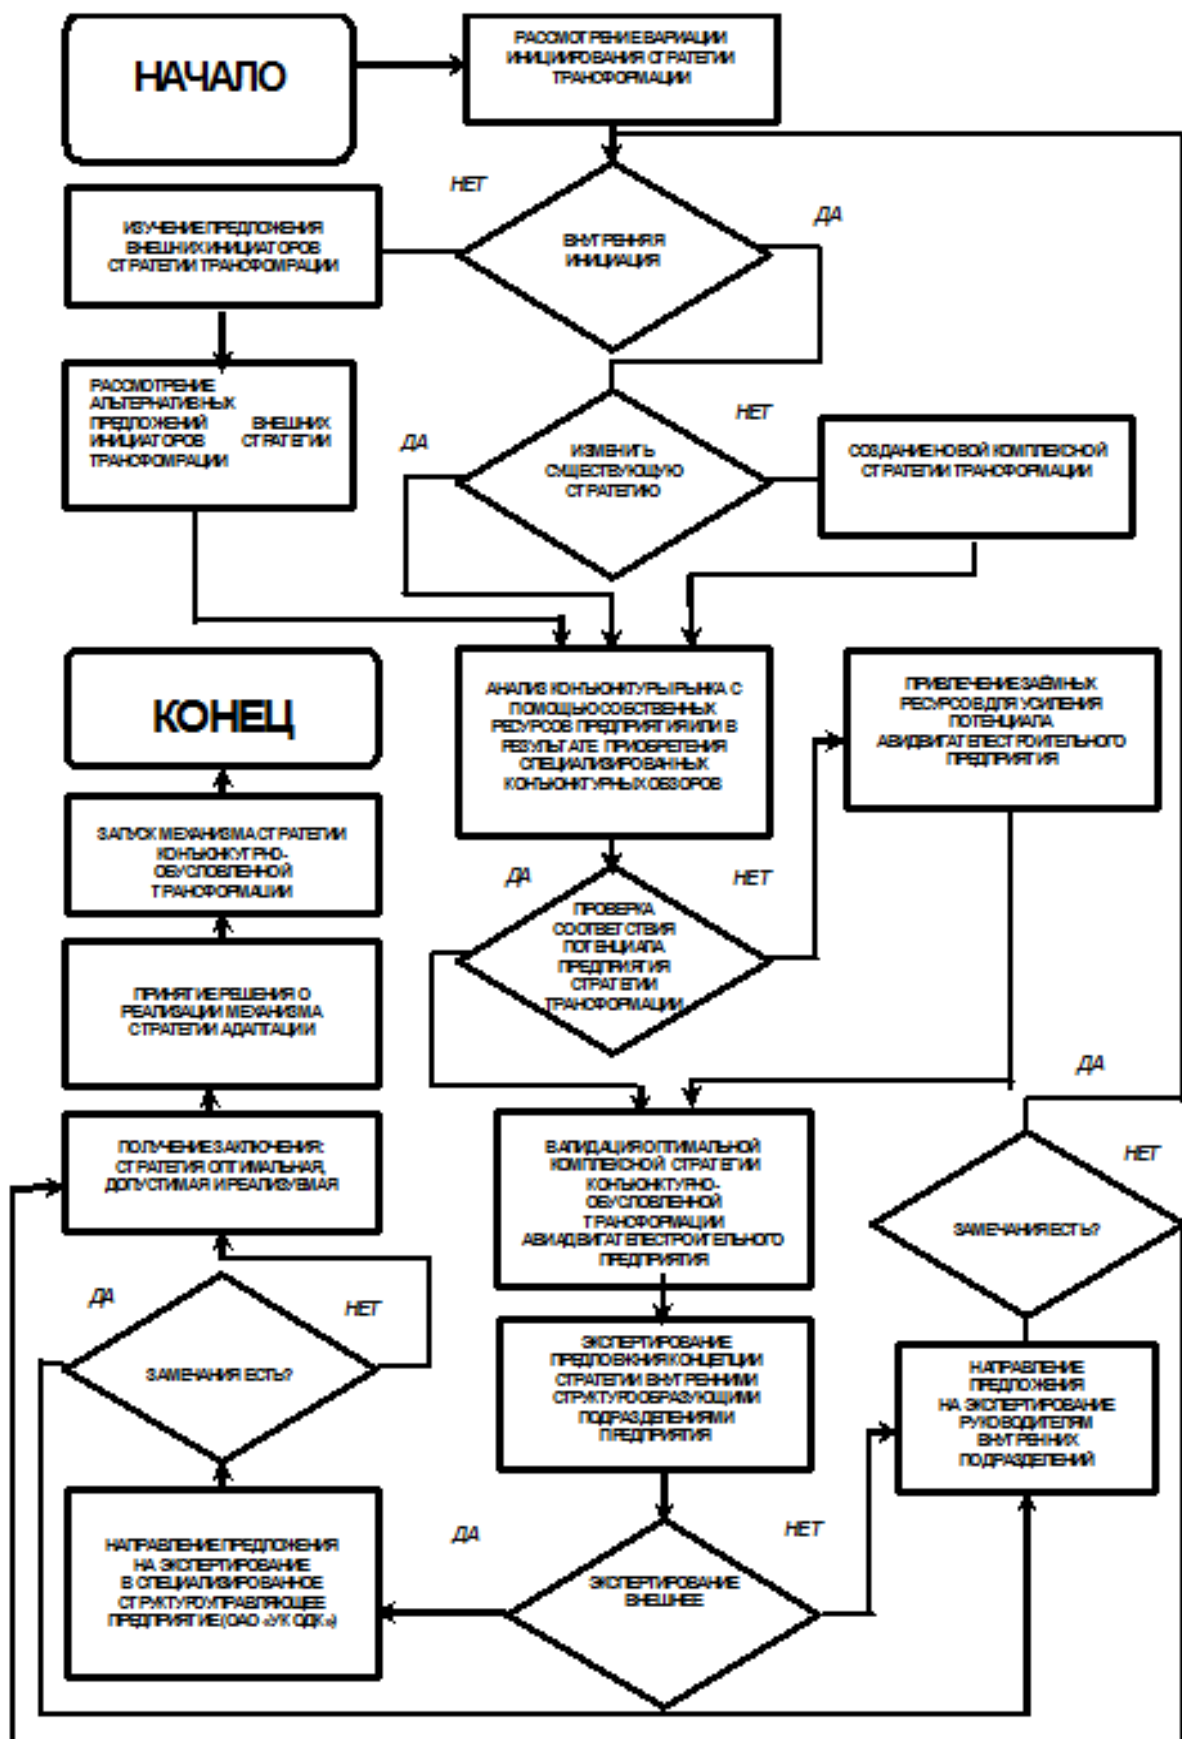 НАЧАЛО
РАССМОТРЕНИЕ ВАРИАЦИИ
ИНИЦИИРОВАНИЯ СТРАТЕГИИ
ТРАНСФОРМАЦИИ
НЕТ
ДА
ИЗУЧЕНИЕ ПРЕДЛОЖЕНИЯ
ВНЕШНИХ ИНИЦИАТОРОВ
СТРАТЕГИИ ТРАНСФОМРАЦИИ
ВНУТРЕННЯЯ
ИНИЦИАЦИЯ
РАССМОТРЕНИЕ
АЛЬТЕРНАТИВНЫХ
ПРЕДЛОЖЕНИЙ ВНЕШНИХ
ИНИЦИАТОРОВ СТРАТЕГИИ
ТРАНСФОМРАЦИИ
ДА
НЕТ
ИЗМЕНИТЬ
СУЩЕСТВУЮЩУЮ
СТРАТЕГИЮ
СОЗДАНИЕ НОВОЙ КОМПЛЕКСНОЙ
СТРАТЕГИИ ТРАНСФОРМАЦИИ
КОНЕЦ
АНАЛИЗ КОНЪЮНКТУРЫ РЫНКА С
ПОМОЩЬЮ СОБСТВЕННЫХ
РЕСУРСОВ ПРЕДПРИЯТИЯ ИЛИ В
РЕЗУЛЬТАТЕ ПРИОБРЕТЕНИЯ
СПЕЦИАЛИЗИРОВАННЫХ
КОНЪЮНКТУРНЫХ ОБЗОРОВ
ПРИВЛЕЧЕНИЕ ЗАЁМНЫХ
РЕСУРСОВ ДЛЯ УСИЛЕНИЯ
ПОТЕНЦИАЛА
АВИДВИГАТЕЛЕСТРОИТЕЛЬНОГО
ПРЕДПРИЯТИЯ
ЗАПУСК МЕХАНИЗМА СТРАТЕГИИ
КОНЪЮНКУТРНО-
ОБУСЛОВЛЕННОЙ
ТРАНСФОРМАЦИИ
ДА
НЕТ
ПРОВЕРКА
СООТВЕТСТВИЯ
ПОТЕНЦИАЛА
ПРЕДПРИЯТИЯ
СТРАТЕГИИ
ТРАНСФОРМАЦИИ
ПРИНЯТИЕ РЕШЕНИЯ О
РЕАЛИЗАЦИИ МЕХАНИЗМА
СТРАТЕГИИ АДАПТАЦИИ
ДА
НЕТ
ПОЛУЧЕНИЕ ЗАКЛЮЧЕНИЯ:
СТРАТЕГИЯ ОПТИМАЛЬНАЯ,
ДОПУСТИМАЯ И РЕАЛИЗУЕМАЯ
ВАЛИДАЦИЯ ОПТИМАЛЬНОЙ
КОМПЛЕКСНОЙ СТРАТЕГИИ
КОНЪЮНКТУРНО-
ОБУСЛОВЛЕННОЙ
ТРАНСФОРМАЦИИ
АВИАДВИГАТЕЛЕСТРОИТЕЛЬНОГО
ПРЕДПРИЯТИЯ
ЗАМЕЧАНИЯ ЕСТЬ?
ДА
НЕТ
ЗАМЕЧАНИЯ ЕСТЬ?
ЭКСПЕРТИРОВАНИЕ
ПРЕДЛОЕЖНИЯ КОНЦЕПЦИИ
СТРАТЕГИИ ВНУТРЕННИМИ
СТРУКТУРООБРАЗУЮЩИМИ
ПОДРАЗДЕЛЕНИЯМИ
ПРЕДПРИЯТИЯ
НАПРАВЛЕНИЕ
ПРЕДЛОЖЕНИЯ
НА ЭКСПЕРТИРОВАНИЕ
РУКОВОДИТЕЛЯМ
ВНУТРЕННИХ
ПОДРАЗДЕЛЕНИЙ
НАПРАВЛЕНИЕ ПРЕДЛОЖЕНИЯ
НА ЭКСПЕРТИРОВАНИЕ
В СПЕЦИАЛИЗИРОВАННОЕ
СТРУКТУРОУПРАВЛЯЮЩЕЕ
ПРЕДПРИЯТИЕ (ОАО «УК ОДК»)
ДА
НЕТ
ЭКСПЕРТИРОВАНИЕ
ВНЕШНЕЕ